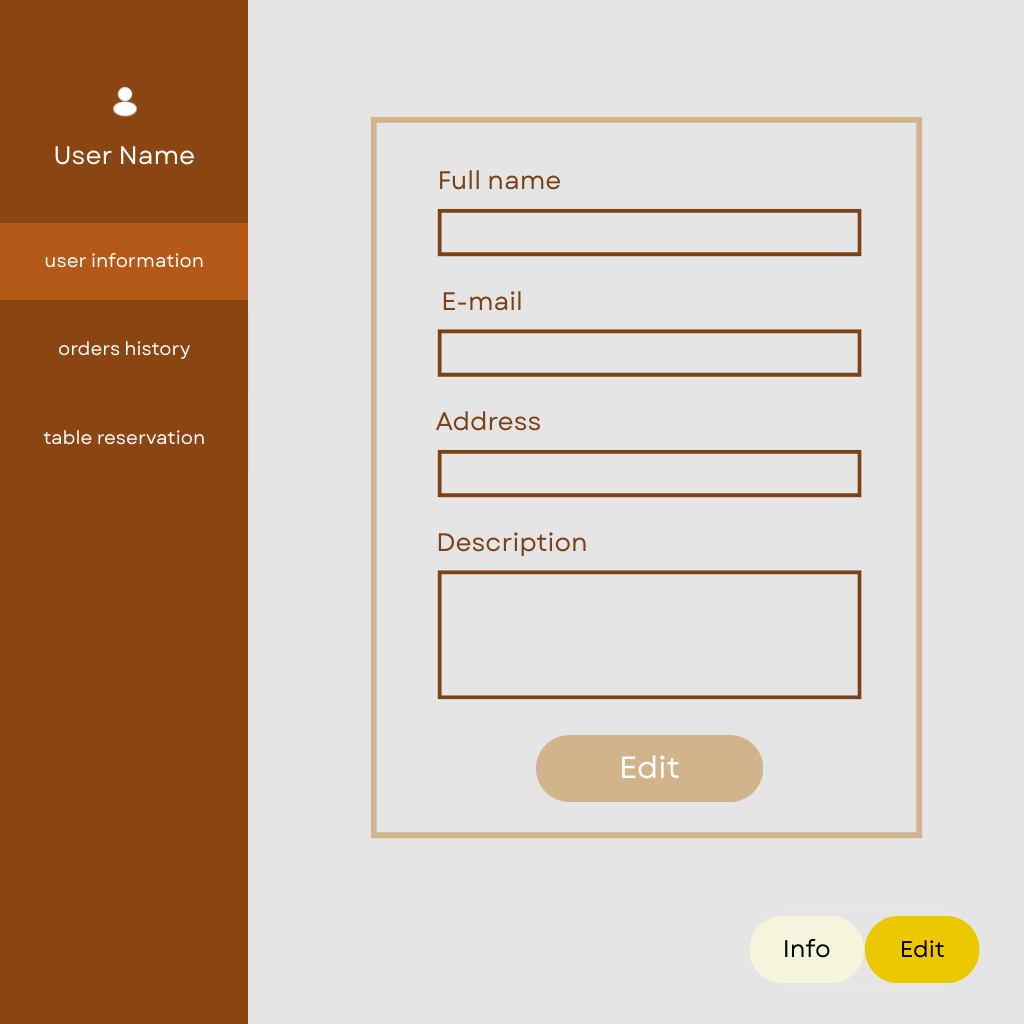 User Name
user information
orders history
table reservation
Full name
E-mail
Address
Description
Edit
Info
Edit